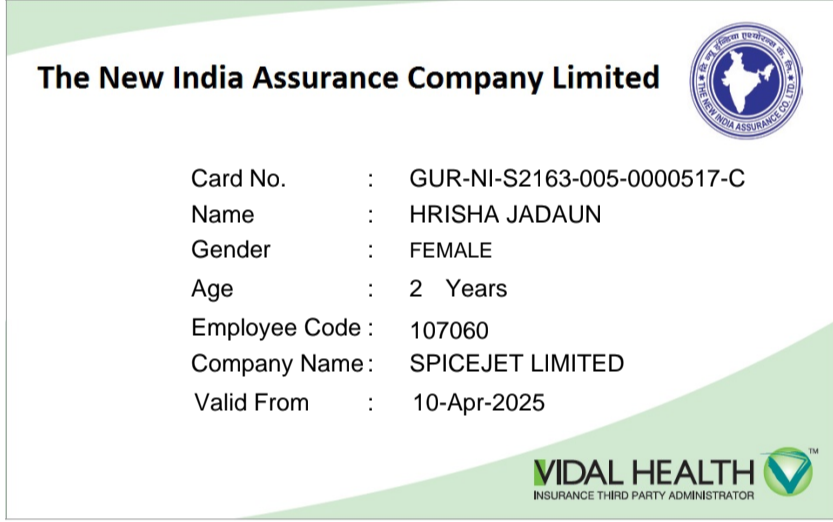 The New India Assurance Company Limited
दि न्यू इन्डिया एश्योरन्स कं. लि.
THE NEW INDIA ASSURANCE CO. LTD.
Card No. : GUR-NI-S2163-005-0000517-C
Name : HRISHA JADAUN
Gender : FEMALE
Age : 2 Years
Employee Code : 107060
Company Name : SPICEJET LIMITED
Valid From : 10-Apr-2025
VIDAL HEALTH TM
INSURANCE THIRD PARTY ADMINISTRATOR